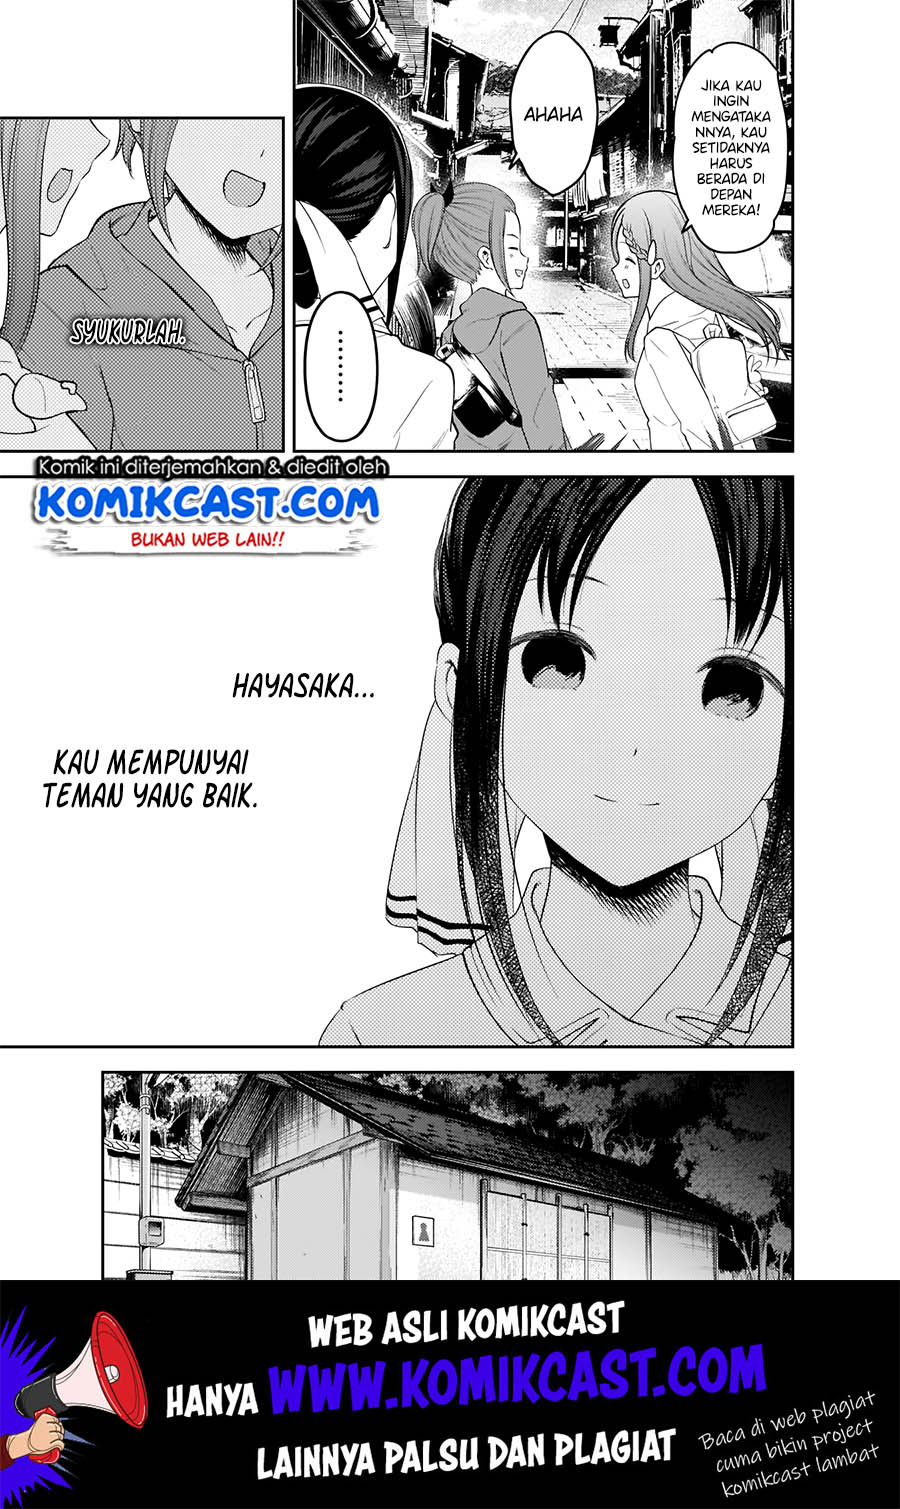 JIKA KAU
INGIN
MENGATAKA
NNYA, KAU
SETIDAKNYA
HARUS
BERADA DI
DEPAN
MEREKA!
AHAHA
.........
SYUKURLAH.
Komik ini diterjemahkan & diedit oleh
KOMIKCAST.COM
BUKAN WEB LAIN!!
HAYASAKA...
KAU MEMPUNYAI
TEMAN YANG BAIK.
WEB ASLI KOMIKCAST
HANYA WWW.KOMIKCAST.COM
LAINNYA PALSU DAN PLAGIAT
Baca di web plagiat
cuma bikin project
komikcast lambat